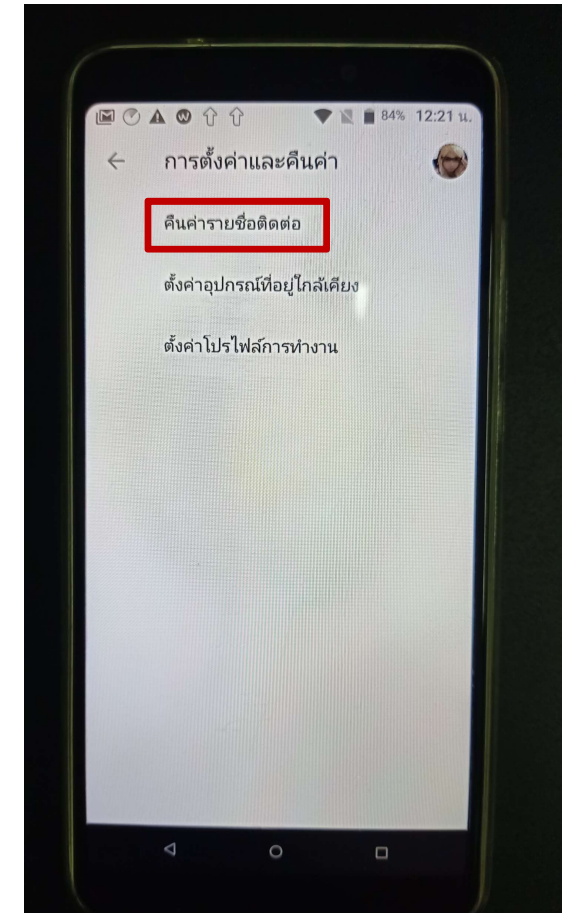 84% 12:21 น.
การตั้งค่าและคืนค่า
คืนค่ารายชื่อติดต่อ
ตั้งค่าอุปกรณ์ที่อยู่ใกล้เคียง
ตั้งค่าโปรไฟล์การทำงาน